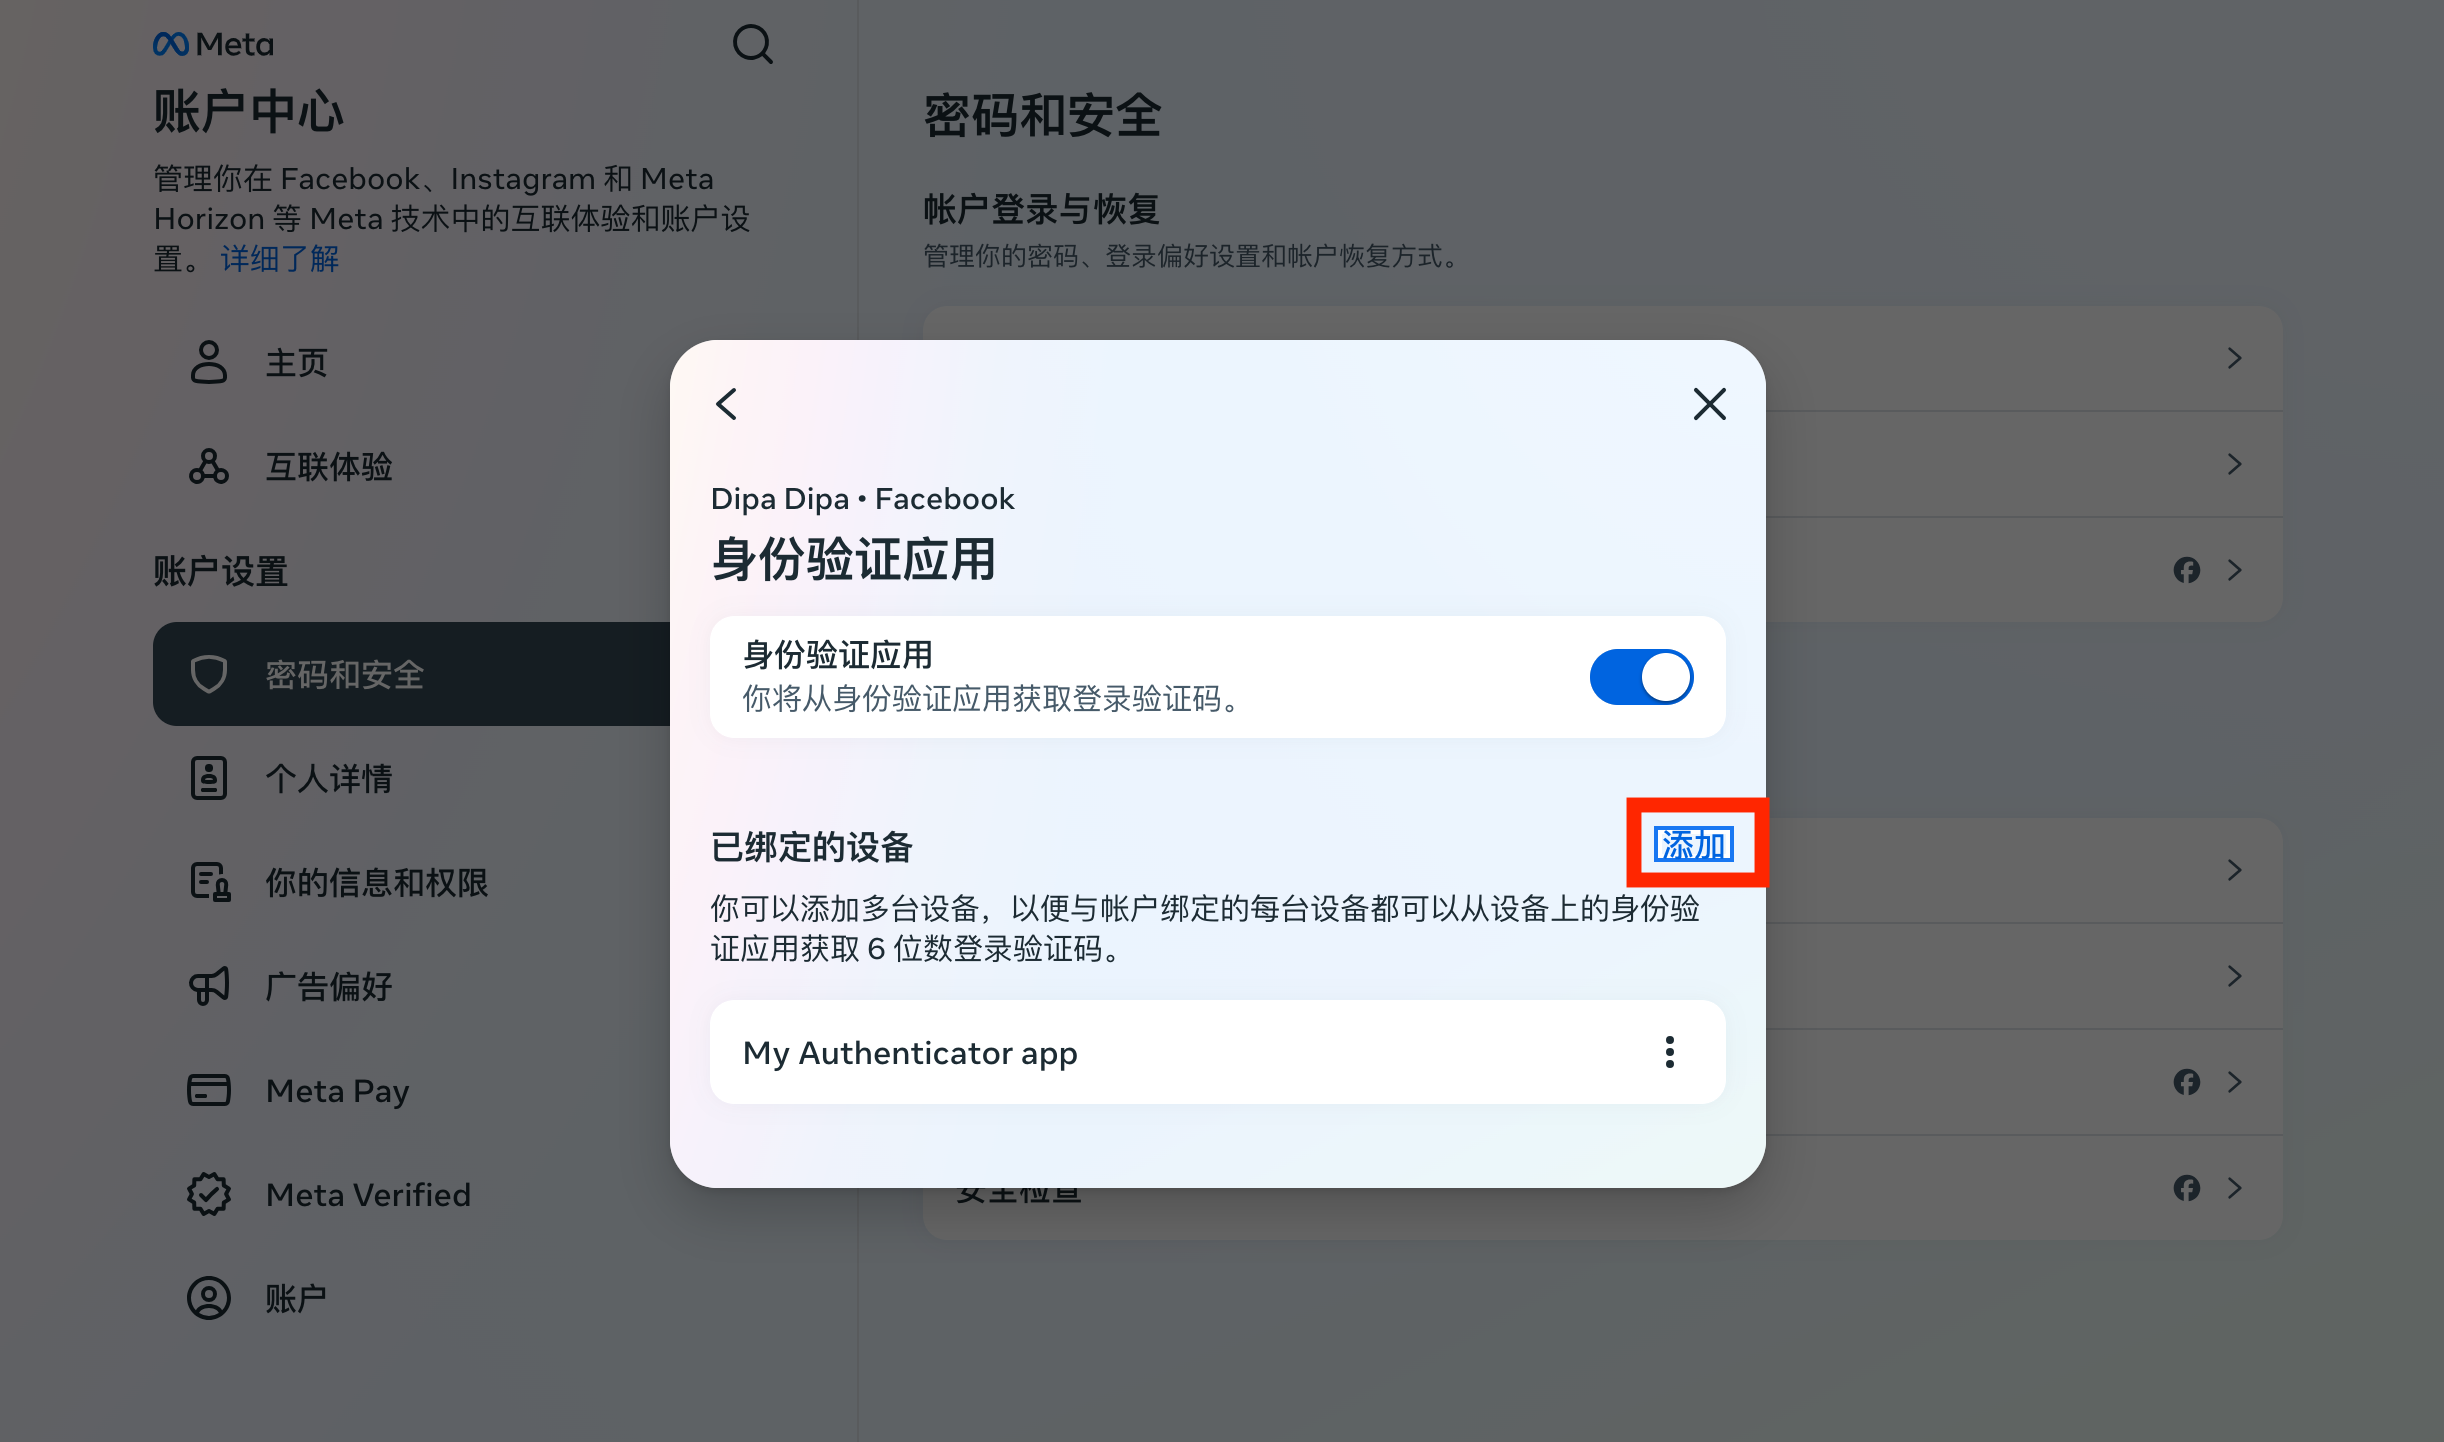 Meta
账户中心
管理你在 Facebook、Instagram 和 Meta
Horizon 等 Meta 技术中的互联体验和账户设
置。 详细了解
主页
互联体验
账户设置
密码和安全
个人详情
你的信息和权限
广告偏好
Meta Pay
Meta Verified
账户
密码和安全
帐户登录与恢复
管理你的密码、登录偏好设置和帐户恢复方式。
Dipa Dipa • Facebook
身份验证应用
身份验证应用
你将从身份验证应用获取登录验证码。
已绑定的设备
添加
你可以添加多台设备，以便与帐户绑定的每台设备都可以从设备上的身份验
证应用获取 6 位数登录验证码。
My Authenticator app
安全检查